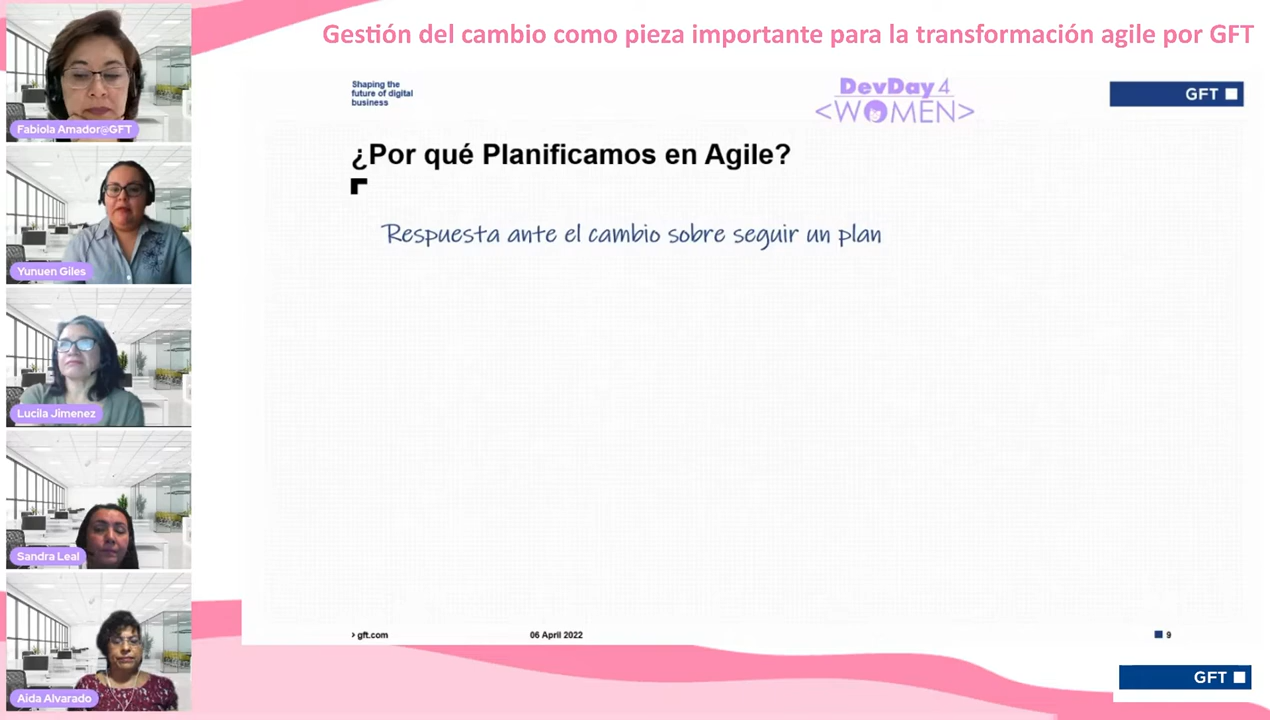 Gestión del cambio como pieza importante para la transformación agile por GFT
Shaping the
future of digital
business
DevDay4
<WOMEN>
GFT
¿Por qué Planificamos en Agile?
Respuesta ante el cambio sobre seguir un plan
Fabiola Amador@GFT
Yunuen Giles
Lucila Jimenez
Sandra Leal
Aida Alvarado
› gft.com
06 April 2022
9
GFT